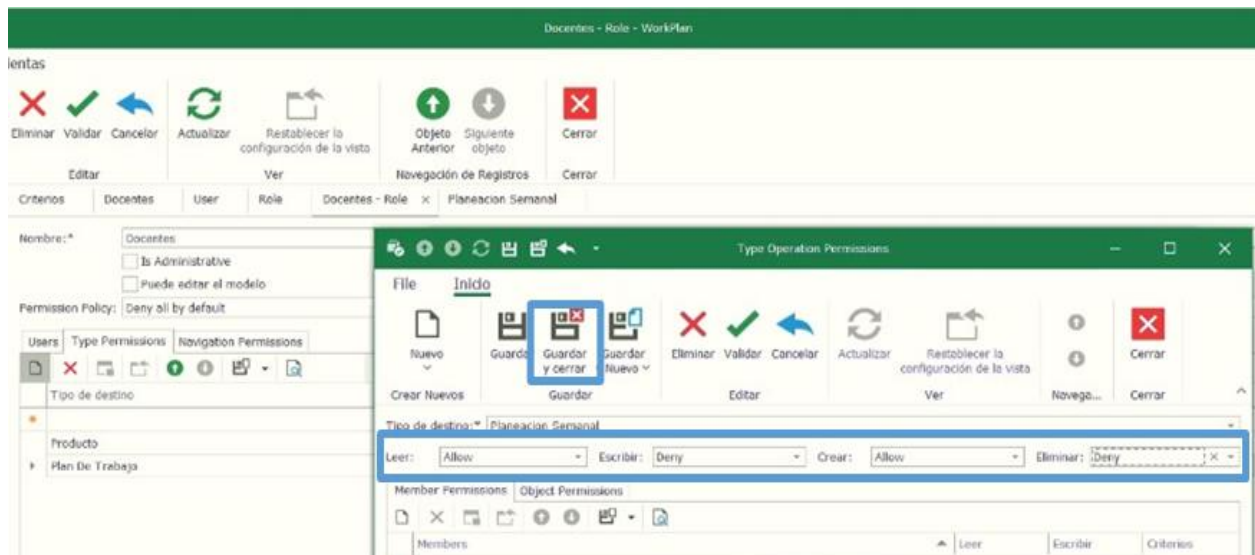 Docentes - Role - WorkPlan
ientas
Eliminar Validar Cancelar Actualizar Restablecer la configuración de la vista Objeto Anterior Siguiente objeto Cerrar
Editar Ver Navegación de Registros Cerrar
Criterios Docentes User Role Docentes - Role × Planeacion Semanal
Nombre:* Docentes
Is Administrative
Puede editar el modelo
Permission Policy: Deny all by default
Users Type Permissions Navigation Permissions
Tipo de destino
Producto
Plan De Trabajo
Type Operation Permissions
File Inicio
Nuevo Guardar Guardar y cerrar Guardar Nuevo Eliminar Validar Cancelar Actualizar Restablecer la configuración de la vista Cerrar
Crear Nuevos Guardar Editar Ver Navega... Cerrar
Tipo de destino:* Planeacion Semanal
Leer: Allow Escribir: Deny Crear: Allow Eliminar: Deny
Member Permissions Object Permissions
Members Leer Escribir Criterios